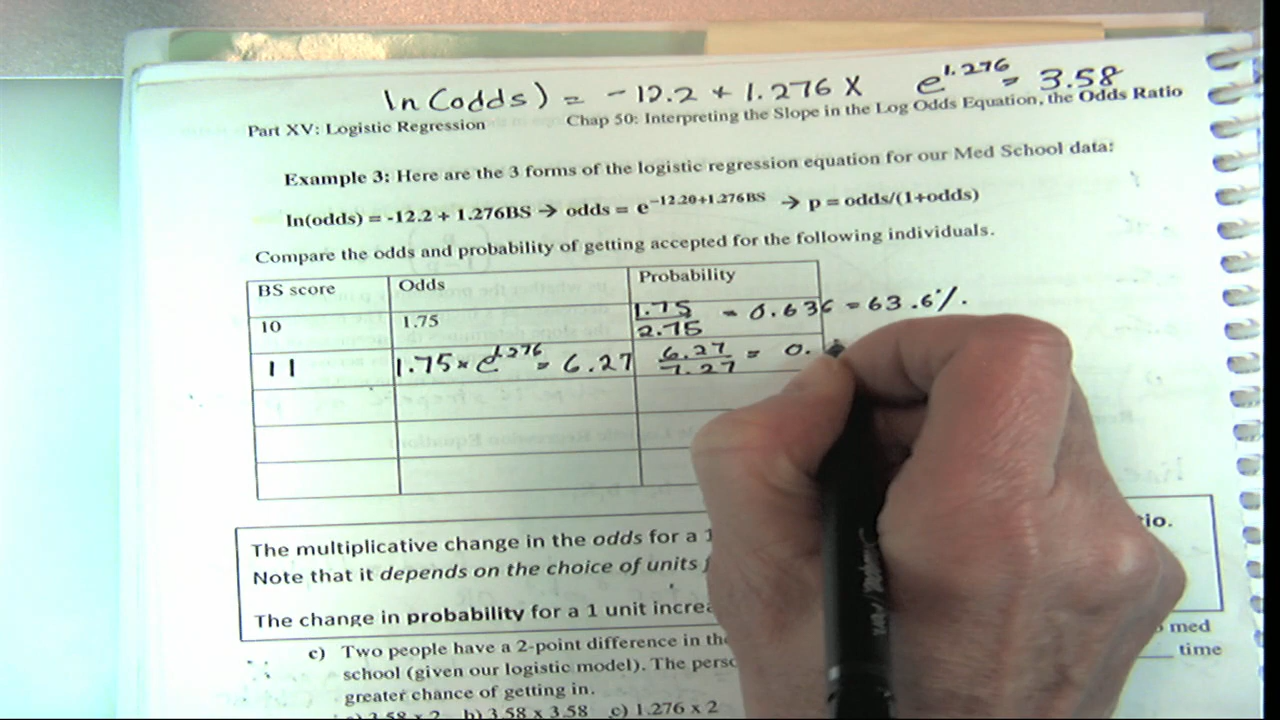 ln(odds) = -12.2 + 1.276 X e^1.276 = 3.58
Part XV: Logistic Regression Chap 50: Interpreting the Slope in the Log Odds Equation, the Odds Ratio
Example 3: Here are the 3 forms of the logistic regression equation for our Med School data:
ln(odds) = -12.2 + 1.276BS → odds = e^−12.20+1.276BS → p = odds/(1+odds)
Compare the odds and probability of getting accepted for the following individuals.
BS score Odds Probability
10 1.75 1.75/2.75 = 0.636 = 63.6%.
11 1.75 × e^1.276 = 6.27 6.27/7.27 = 0.
The multiplicative change in the odds for a 1 io.
Note that it depends on the choice of units
The change in probability for a 1 unit increa
c) Two people have a 2-point difference in the med
school (given our logistic model). The perso time
greater chance of getting in.
a) 3.58 x 2 b) 3.58 x 3.58 c) 1.276 x 2